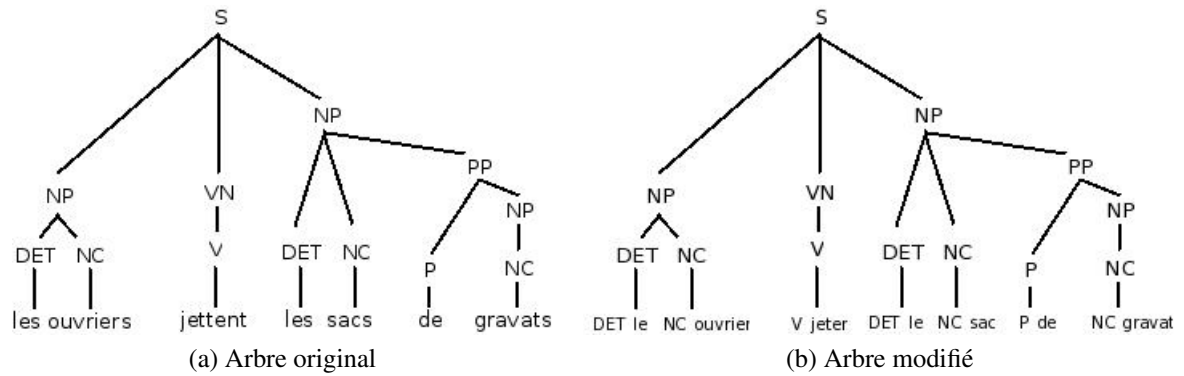 S S
NP NP
PP PP
NP VN NP NP VN NP
DET NC V DET NC P NC DET NC V DET NC P NC
les ouvriers jettent les sacs de gravats DET le NC ouvrier V jeter DET le NC sac P de NC gravat
(a) Arbre original (b) Arbre modifié